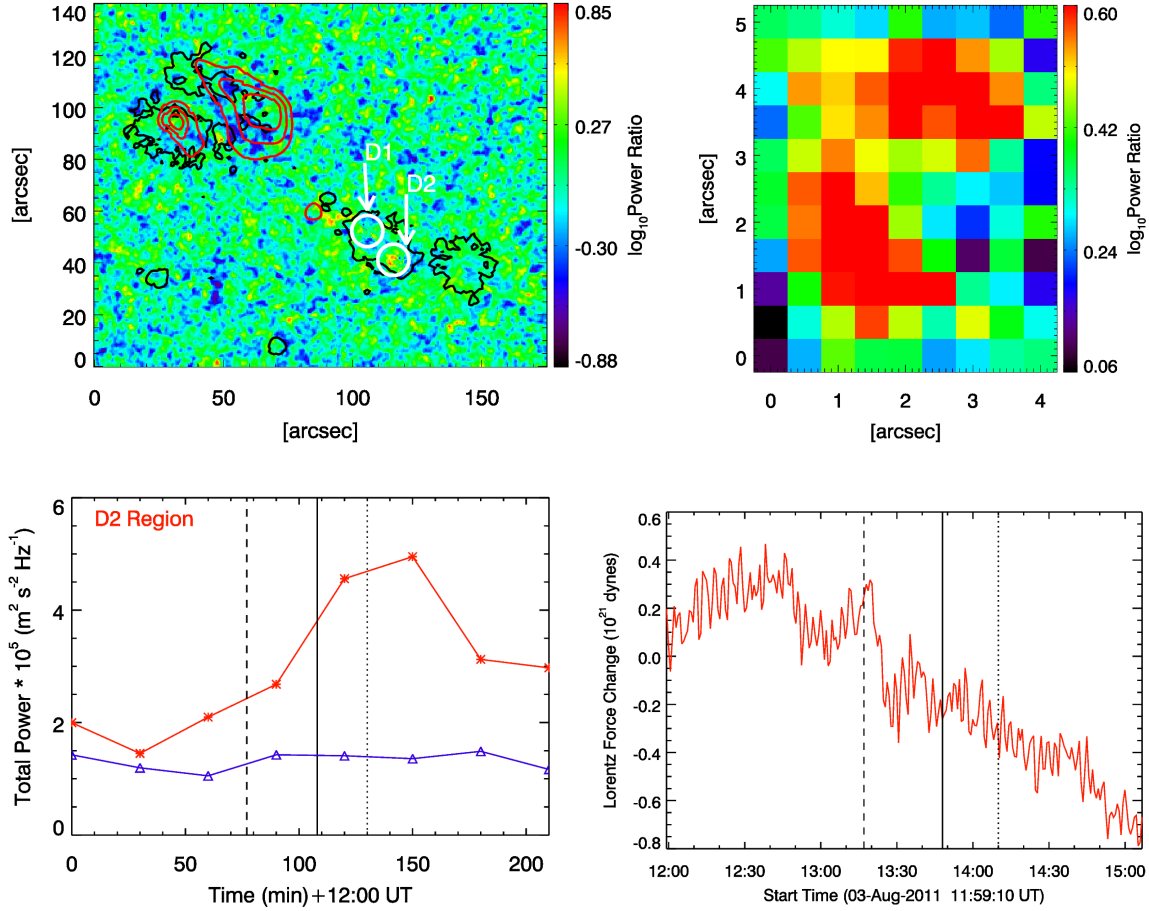 140
120
100
80
60
40
20
0
[arcsec]
0 50 100 150
[arcsec]
D1
D2
0.85
0.27
-0.30
-0.88
log10Power Ratio
5
4
3
2
1
0
[arcsec]
0 1 2 3 4
[arcsec]
0.60
0.42
0.24
0.06
log10Power Ratio
D2 Region
6
4
2
0
Total Power * 10^5 (m^2 s^-2 Hz^-1)
0 50 100 150 200
Time (min)+12:00 UT
0.6
0.4
0.2
0.0
-0.2
-0.4
-0.6
-0.8
Lorentz Force Change (10^21 dynes)
12:00 12:30 13:00 13:30 14:00 14:30 15:00
Start Time (03-Aug-2011 11:59:10 UT)